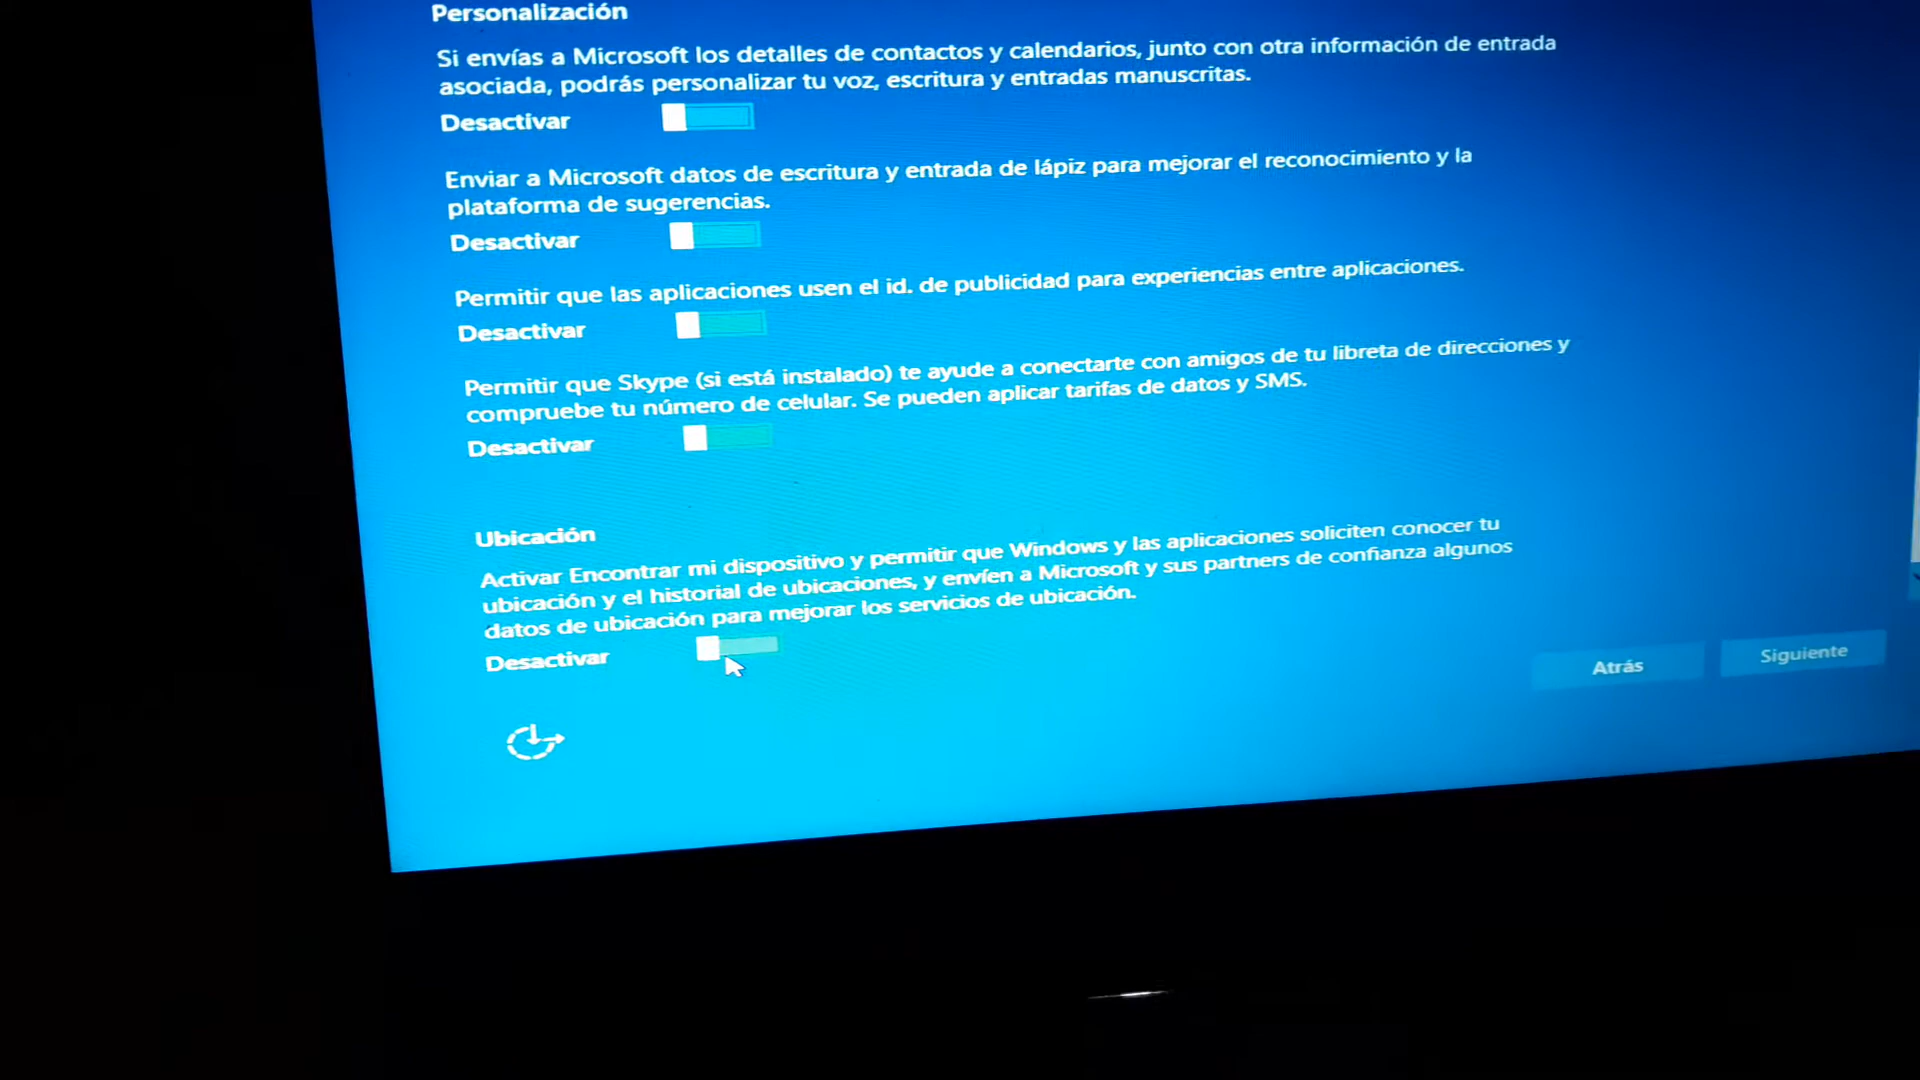 Personalización
Si envías a Microsoft los detalles de contactos y calendarios, junto con otra información de entrada
asociada, podrás personalizar tu voz, escritura y entradas manuscritas.
Desactivar
Enviar a Microsoft datos de escritura y entrada de lápiz para mejorar el reconocimiento y la
plataforma de sugerencias.
Desactivar
Permitir que las aplicaciones usen el id. de publicidad para experiencias entre aplicaciones.
Desactivar
Permitir que Skype (si está instalado) te ayude a conectarte con amigos de tu libreta de direcciones y
compruebe tu número de celular. Se pueden aplicar tarifas de datos y SMS.
Desactivar
Ubicación
Activar Encontrar mi dispositivo y permitir que Windows y las aplicaciones soliciten conocer tu
ubicación y el historial de ubicaciones, y envíen a Microsoft y sus partners de confianza algunos
datos de ubicación para mejorar los servicios de ubicación.
Desactivar
Atrás
Siguiente